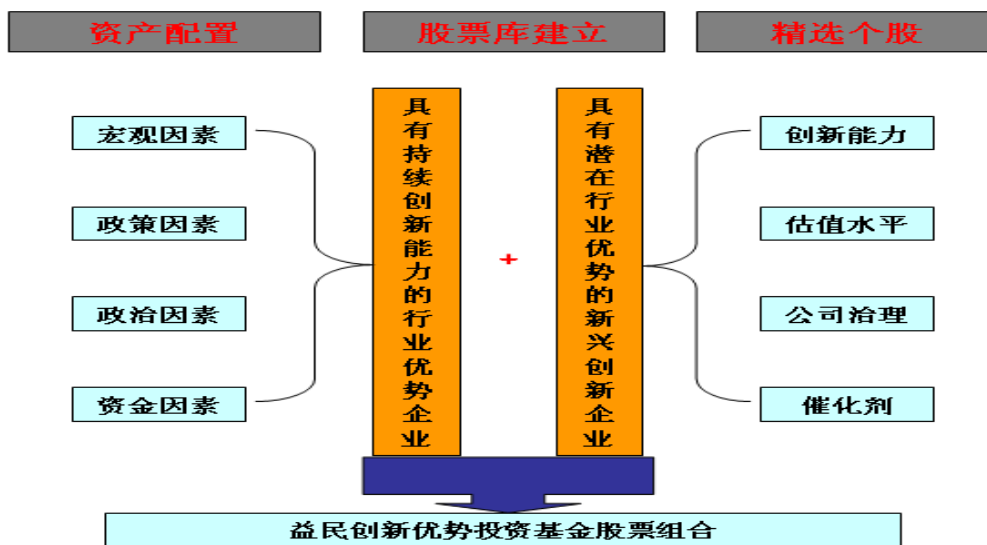 资产配置
股票库建立
精选个股
宏观因素
政策因素
政治因素
资金因素
具有持续创新能力的行业优势企业
+
具有潜在行业优势的新兴创新企业
创新能力
估值水平
公司治理
催化剂
益民创新优势投资基金股票组合